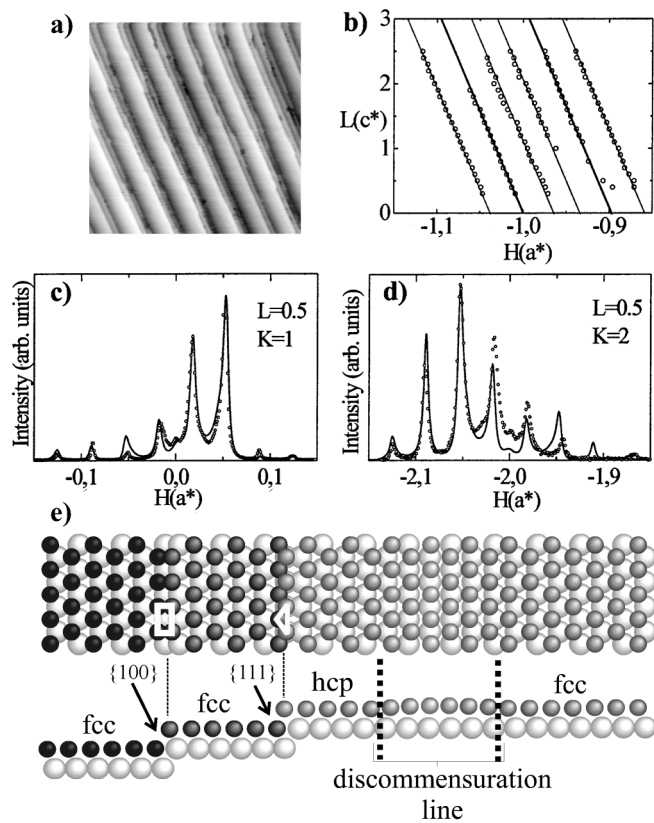 a)
b)
3
2
L(c*)
1
0
-1,1
-1,0
-0,9
H(a*)
c)
L=0.5
K=1
Intensity (arb. units)
-0,1
0,0
0,1
H(a*)
d)
L=0.5
K=2
Intensity (arb. units)
-2,1
-2,0
-1,9
H(a*)
e)
{100}
{111}
fcc
fcc
hcp
fcc
discommensuration
line